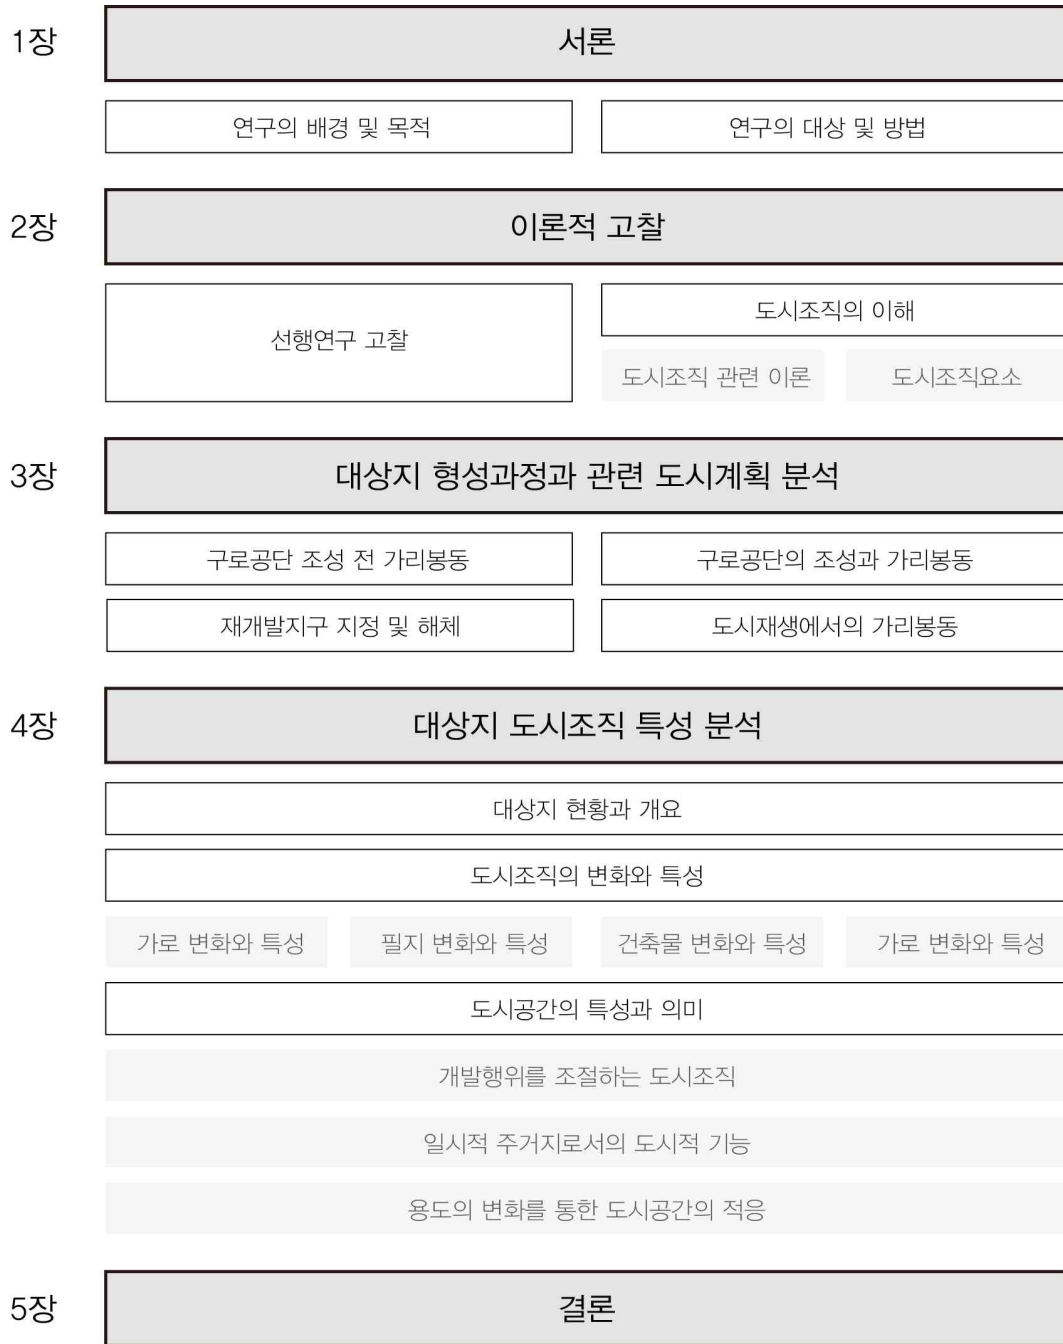 1장
서론
연구의 배경 및 목적
연구의 대상 및 방법
2장
이론적 고찰
선행연구 고찰
도시조직의 이해
도시조직 관련 이론
도시조직요소
3장
대상지 형성과정과 관련 도시계획 분석
구로공단 조성 전 가리봉동
구로공단의 조성과 가리봉동
재개발지구 지정 및 해체
도시재생에서의 가리봉동
4장
대상지 도시조직 특성 분석
대상지 현황과 개요
도시조직의 변화와 특성
가로 변화와 특성
필지 변화와 특성
건축물 변화와 특성
가로 변화와 특성
도시공간의 특성과 의미
개발행위를 조절하는 도시조직
일시적 주거지로서의 도시적 기능
용도의 변화를 통한 도시공간의 적응
5장
결론